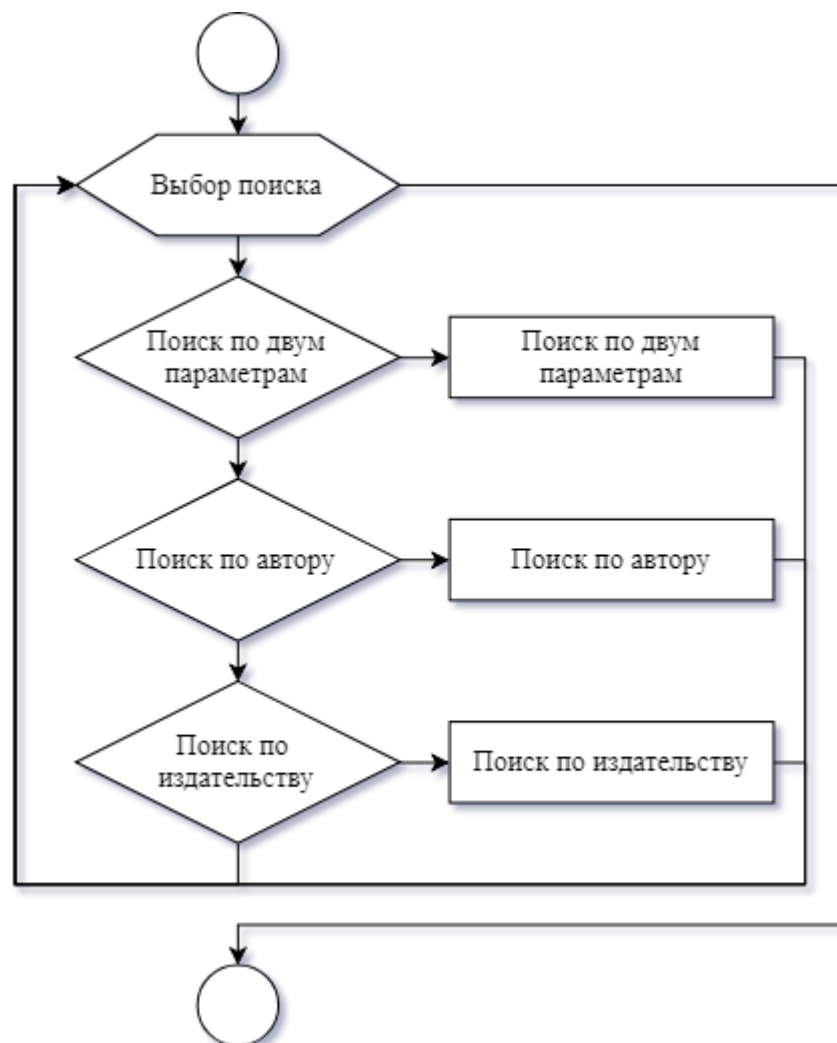 Выбор поиска
Поиск по двум
параметрам
Поиск по двум
параметрам
Поиск по автору
Поиск по автору
Поиск по
издательству
Поиск по издательству